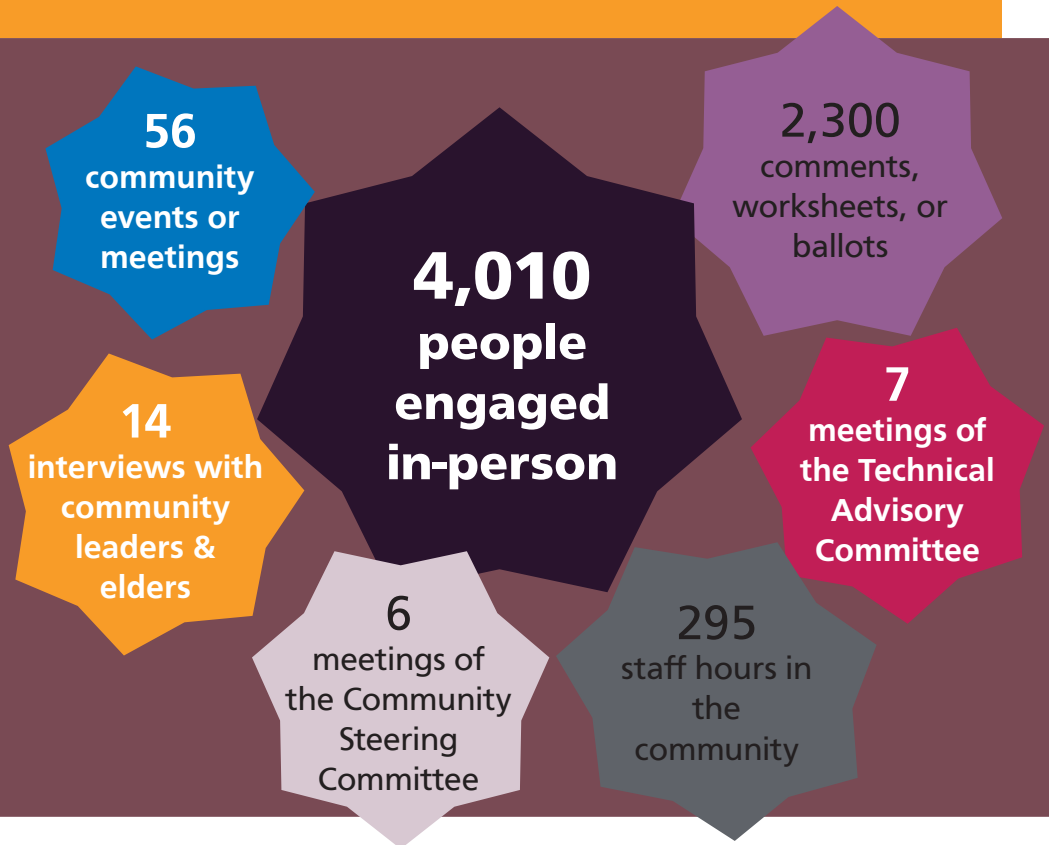 56
community
events or
meetings
2,300
comments,
worksheets, or
ballots
4,010
people
engaged
in-person
14
interviews with
community
leaders &
elders
7
meetings of
the Technical
Advisory
Committee
6
meetings of
the Community
Steering
Committee
295
staff hours in
the
community